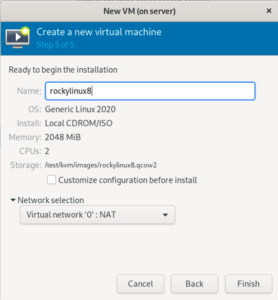 New VM (on server)
Create a new virtual machine
Step 5 of 5
Ready to begin the installation
Name: rockylinux8
OS: Generic Linux 2020
Install: Local CDROM/ISO
Memory: 2048 MiB
CPUs: 2
Storage: /test/kvm/images/rockylinux8.qcow2
Customize configuration before install
Network selection
Virtual network '0' : NAT
Cancel Back Finish